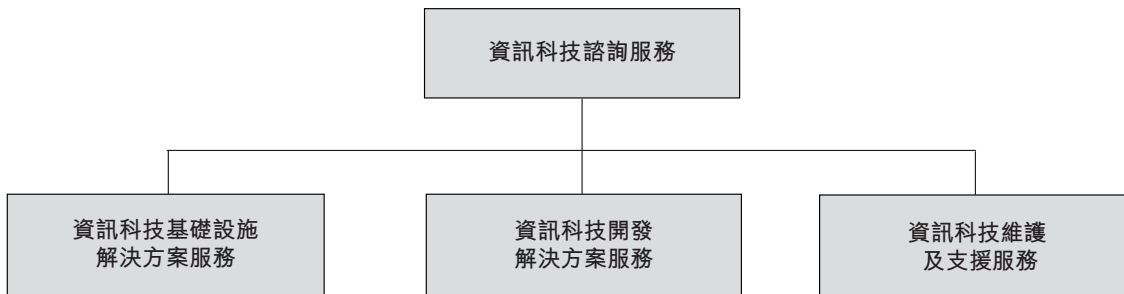 資訊科技諮詢服務
資訊科技基礎設施
解決方案服務
資訊科技開發
解決方案服務
資訊科技維護
及支援服務